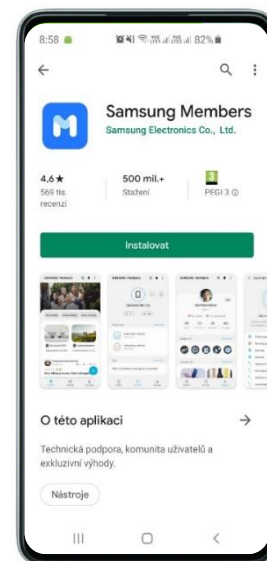 8:58
82%
Samsung Members
Samsung Electronics Co., Ltd.
4,6★
569 tis.
recenzí
500 mil.+
Stažení
3
PEGI 3
Instalovat
O této aplikaci
Technická podpora, komunita uživatelů a
exkluzivní výhody.
Nástroje